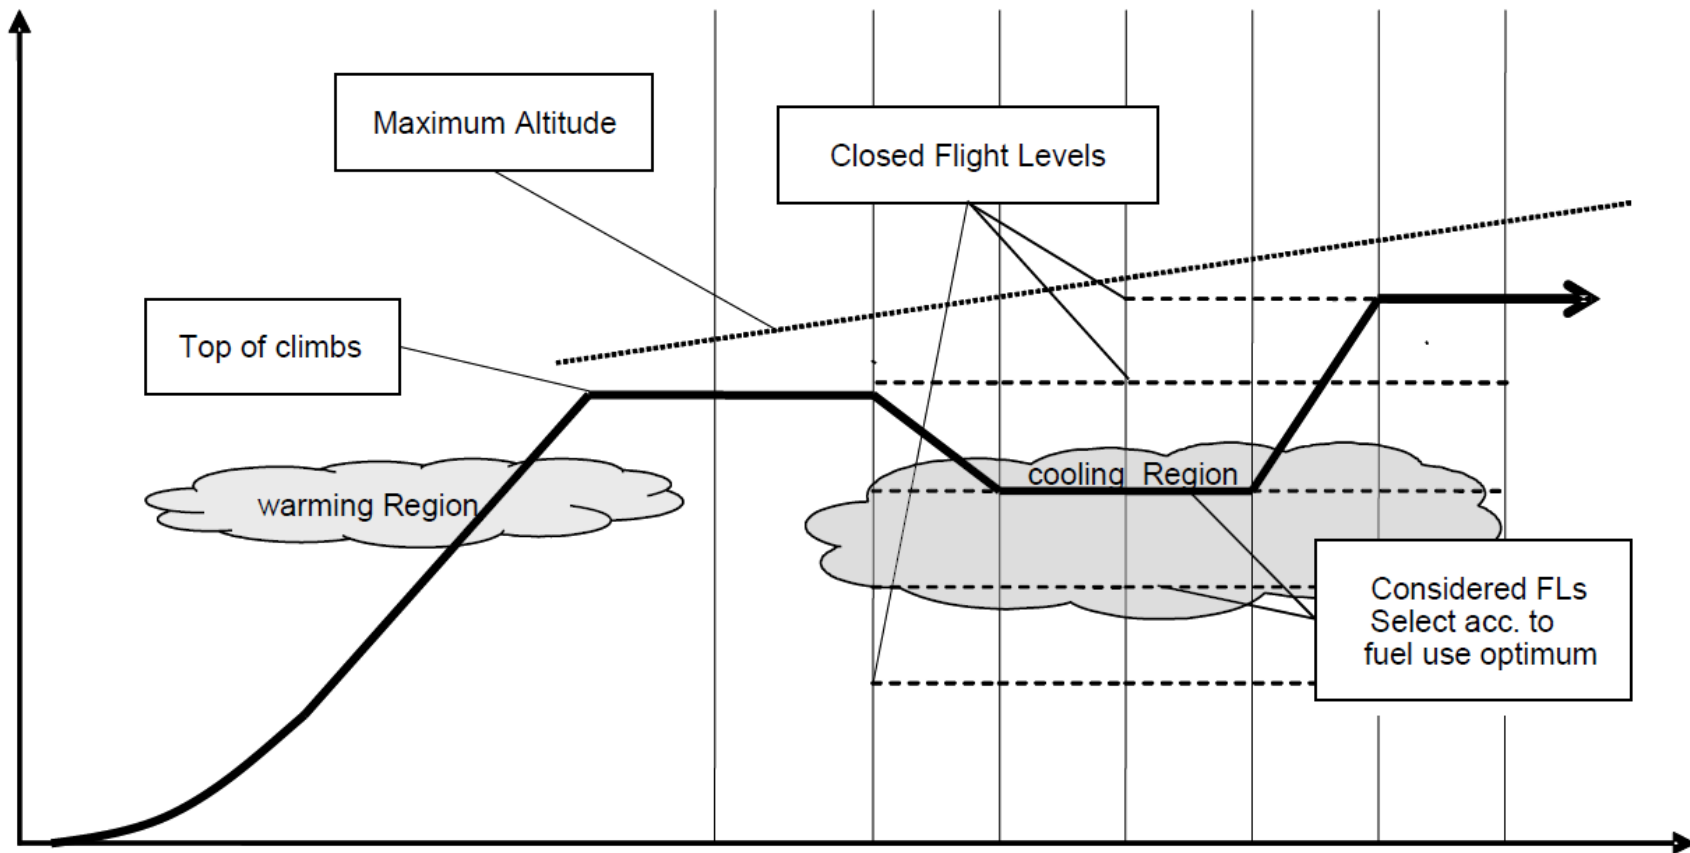 Maximum Altitude
Closed Flight Levels
Top of climbs
warming Region
cooling Region
Considered FLs
Select acc. to
fuel use optimum